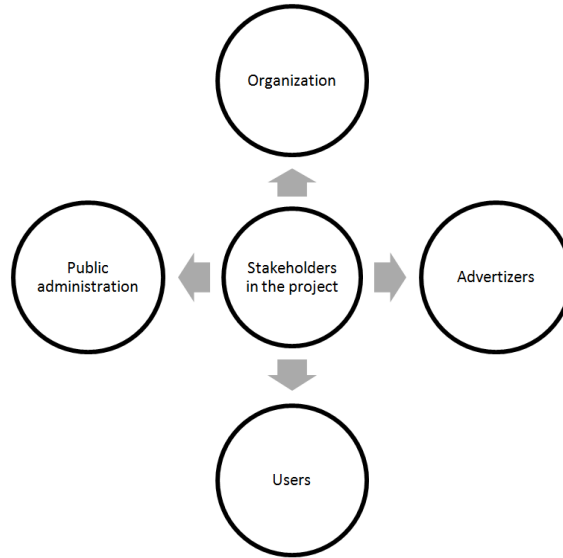 Organization
Public
administration
Stakeholders
in the project
Advertizers
Users